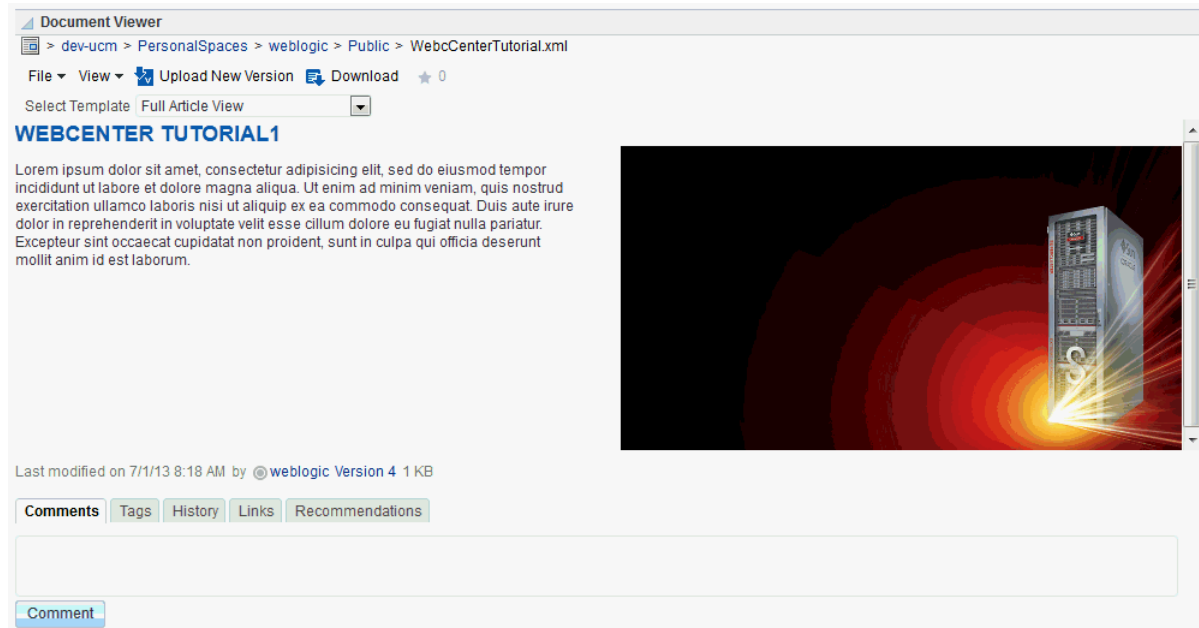 Document Viewer
> dev-ucm > PersonalSpaces > weblogic > Public > WebcCenterTutorial.xml
File View Upload New Version Download 0
Select Template Full Article View
WEBCENTER TUTORIAL1
Lorem ipsum dolor sit amet, consectetur adipisicing elit, sed do eiusmod tempor
incididunt ut labore et dolore magna aliqua. Ut enim ad minim veniam, quis nostrud
exercitation ullamco laboris nisi ut aliquip ex ea commodo consequat. Duis aute irure
dolor in reprehenderit in voluptate velit esse cillum dolore eu fugiat nulla pariatur.
Excepteur sint occaecat cupidatat non proident, sunt in culpa qui officia deserunt
mollit anim id est laborum.
Last modified on 7/1/13 8:18 AM by weblogic Version 4 1 KB
Comments Tags History Links Recommendations
Comment